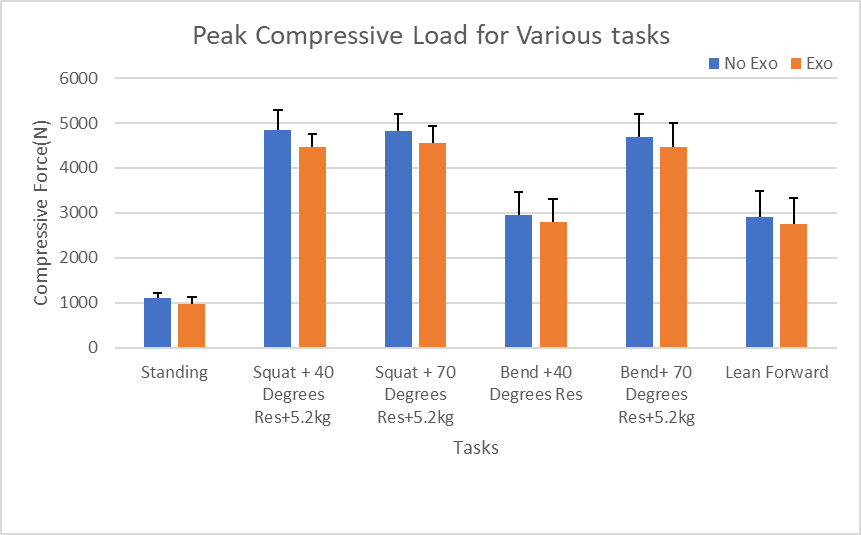 Peak Compressive Load for Various tasks
No Exo
Exo
Compressive Force(N)
6000
5000
4000
3000
2000
1000
0
Standing
Squat + 40
Degrees
Res+5.2kg
Squat + 70
Degrees
Res+5.2kg
Bend +40
Degrees Res
Bend+ 70
Degrees
Res+5.2kg
Lean Forward
Tasks